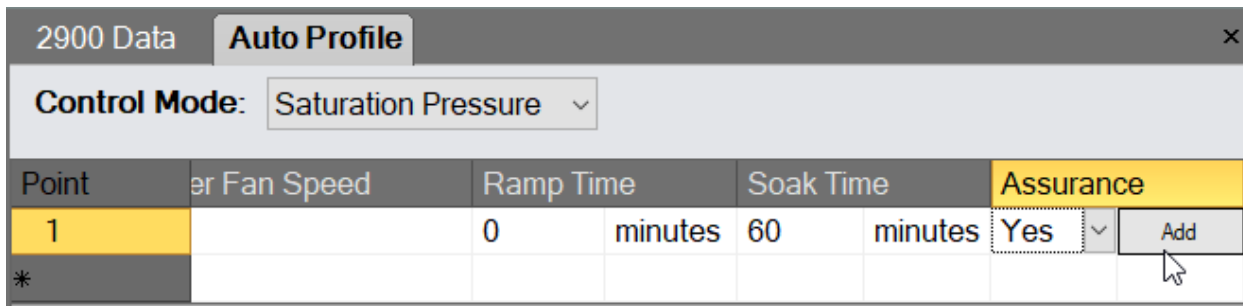 2900 Data Auto Profile ×
Control Mode: Saturation Pressure
Point er Fan Speed Ramp Time Soak Time Assurance
1 0 minutes 60 minutes Yes Add
*